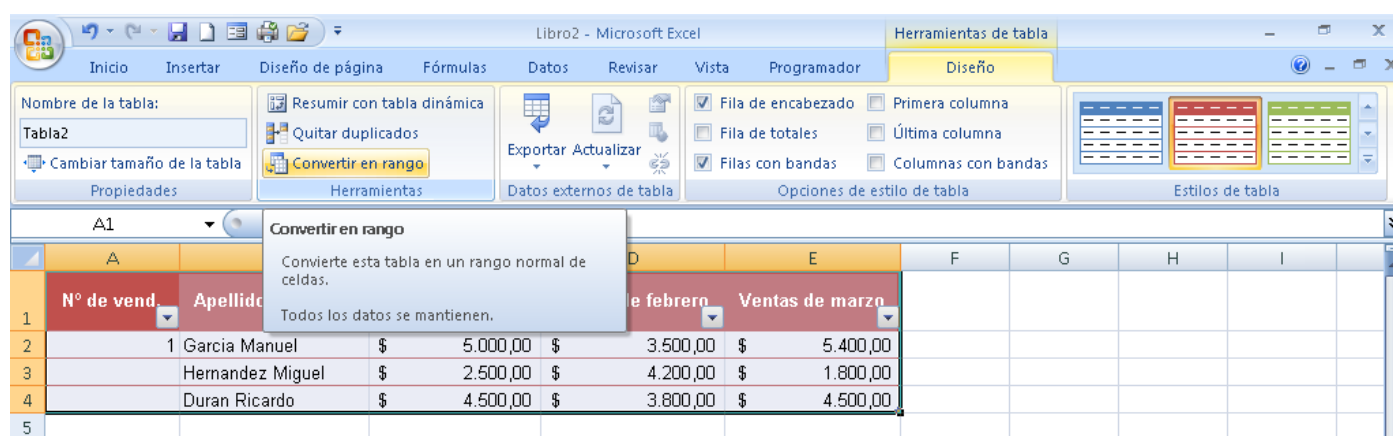 Libro2 - Microsoft Excel
Herramientas de tabla
Inicio Insertar Diseño de página Fórmulas Datos Revisar Vista Programador Diseño
Nombre de la tabla:
Tabla2
Cambiar tamaño de la tabla
Propiedades
Resumir con tabla dinámica
Quitar duplicados
Convertir en rango
Herramientas
Exportar Actualizar
Datos externos de tabla
Fila de encabezado Primera columna
Fila de totales Última columna
Filas con bandas Columnas con bandas
Opciones de estilo de tabla
Estilos de tabla
A1
Convertir en rango
Convierte esta tabla en un rango normal de
celdas.
Todos los datos se mantienen.
A D E F G H I
1 Nº de vend. Apellido e febrero Ventas de marzo
2 1 Garcia Manuel $ 5.000,00 $ 3.500,00 $ 5.400,00
3 Hernandez Miguel $ 2.500,00 $ 4.200,00 $ 1.800,00
4 Duran Ricardo $ 4.500,00 $ 3.800,00 $ 4.500,00
5